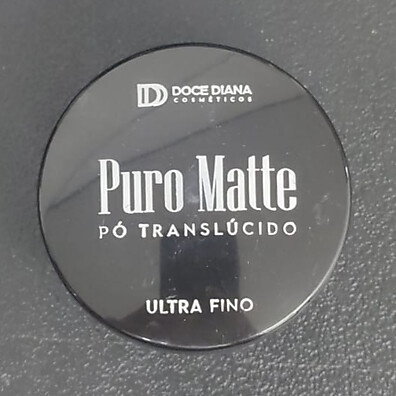 DD DOCE DIANA
COSMÉTICOS
Puro Matte
PÓ TRANSLÚCIDO
ULTRA FINO